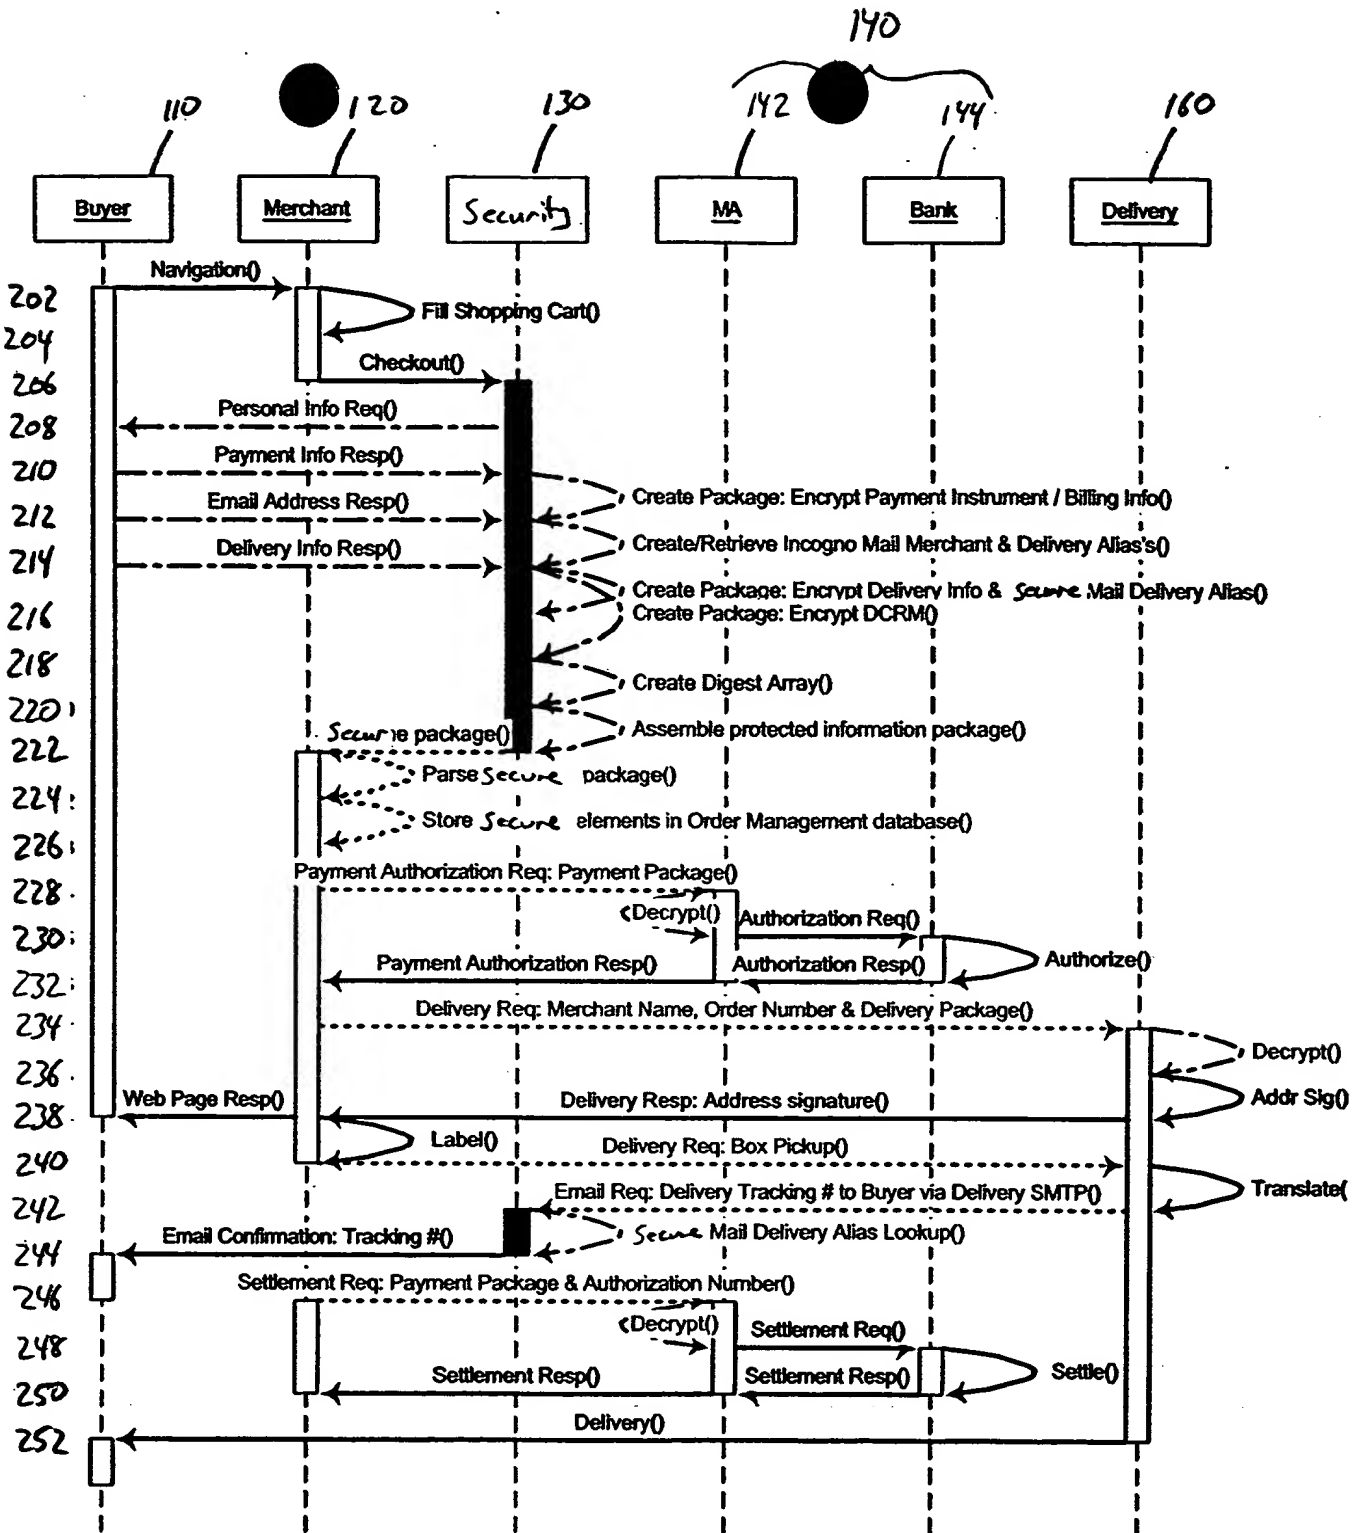 140
110 120 130 142 144 160
Buyer Merchant Security MA Bank Delivery
Navigation()
202
Fill Shopping Cart()
204
Checkout()
206
Personal Info Req()
208
Payment Info Resp()
210
Create Package: Encrypt Payment Instrument / Billing Info()
Email Address Resp()
212
Create/Retrieve Incogno Mail Merchant & Delivery Alias's()
Delivery Info Resp()
214
Create Package: Encrypt Delivery Info & Secure Mail Delivery Alias()
Create Package: Encrypt DCRM()
216
218
Create Digest Array()
220
Assemble protected information package()
Secure package()
222
Parse Secure package()
224
Store Secure elements in Order Management database()
226
Payment Authorization Req: Payment Package()
228
Decrypt() Authorization Req()
230
Authorize()
Payment Authorization Resp() Authorization Resp()
232
Delivery Req: Merchant Name, Order Number & Delivery Package()
234
Decrypt()
236
Web Page Resp() Delivery Resp: Address signature() Addr Sig()
238
Label() Delivery Req: Box Pickup()
240
Email Req: Delivery Tracking # to Buyer via Delivery SMTP() Translate(
242
Email Confirmation: Tracking #() Secure Mail Delivery Alias Lookup()
244
Settlement Req: Payment Package & Authorization Number()
246
Decrypt() Settlement Req()
248
Settlement Resp() Settlement Resp() Settle()
250
Delivery()
252